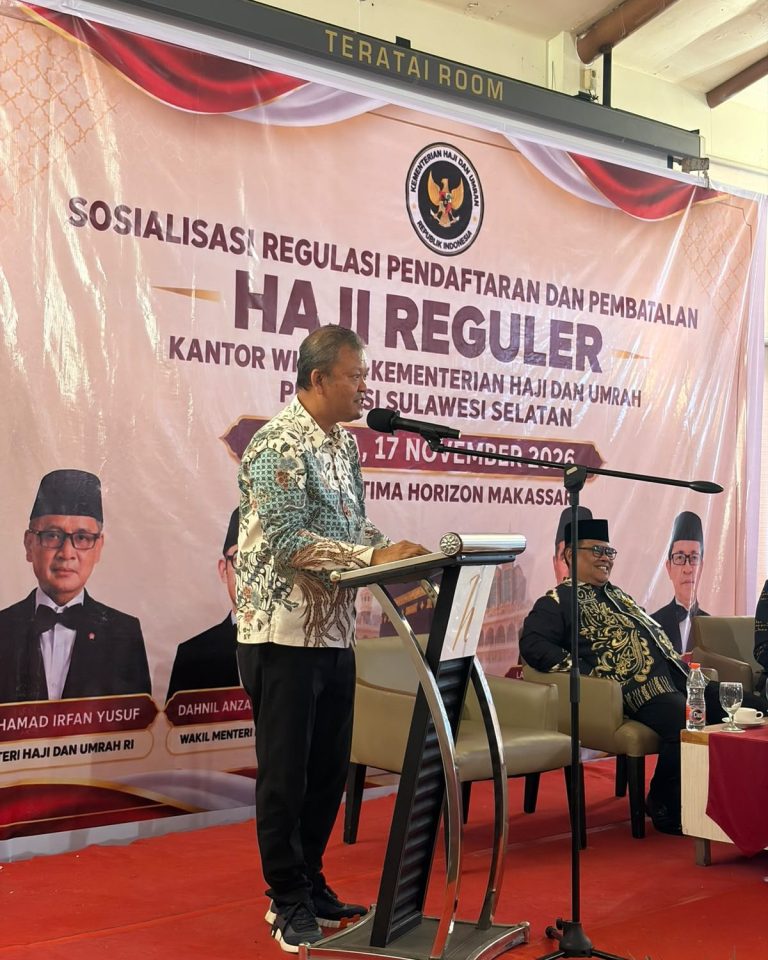 TERATAI ROOM
KEMENTERIAN HAJI DAN UMRAH
REPUBLIK INDONESIA
SOSIALISASI REGULASI PENDAFTARAN DAN PEMBATALAN
HAJI REGULER
KANTOR KEMENTERIAN HAJI DAN UMRAH
SULAWESI SELATAN
17 NOVEMBER 2026
HORIZON MAKASSAR
IRFAN YUSUF
HAJI DAN UMRAH RI
DAHNIL
WAKIL MENTERI